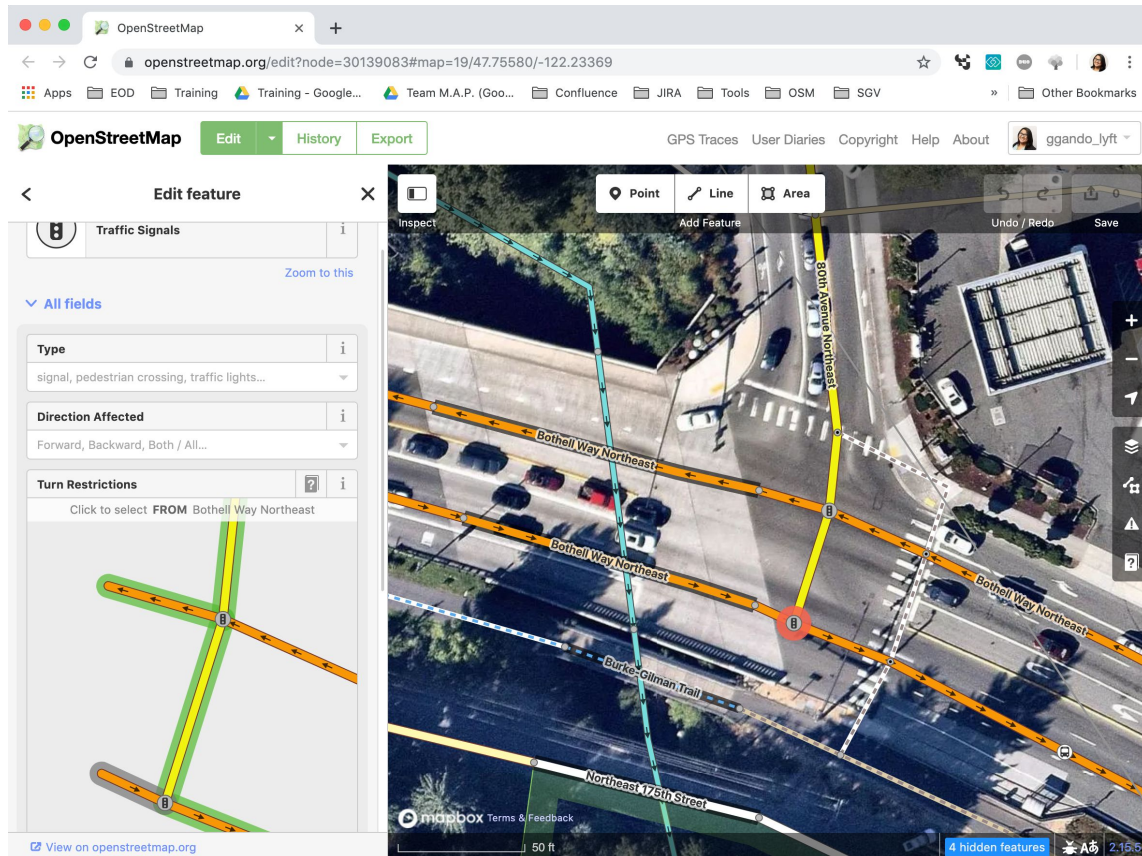 OpenStreetMap
openstreetmap.org/edit?node=30139083#map=19/47.75580/-122.23369
Apps EOD Training Training - Google... Team M.A.P. (Goo... Confluence JIRA Tools OSM SGV » Other Bookmarks
OpenStreetMap Edit History Export GPS Traces User Diaries Copyright Help About ggando_lyft
Edit feature
Inspect
Point Line Area
Add Feature
0
Undo / Redo Save
Traffic Signals
Zoom to this
All fields
Type
signal, pedestrian crossing, traffic lights...
Direction Affected
Forward, Backward, Both / All...
Turn Restrictions
Click to select FROM Bothell Way Northeast
View on openstreetmap.org
80th Avenue Northeast
Bothell Way Northeast
Bothell Way Northeast
Bothell Way Northeast
Burke-Gilman Trail
Northeast 175th Street
mapbox Terms & Feedback
50 ft
4 hidden features
2.15.5